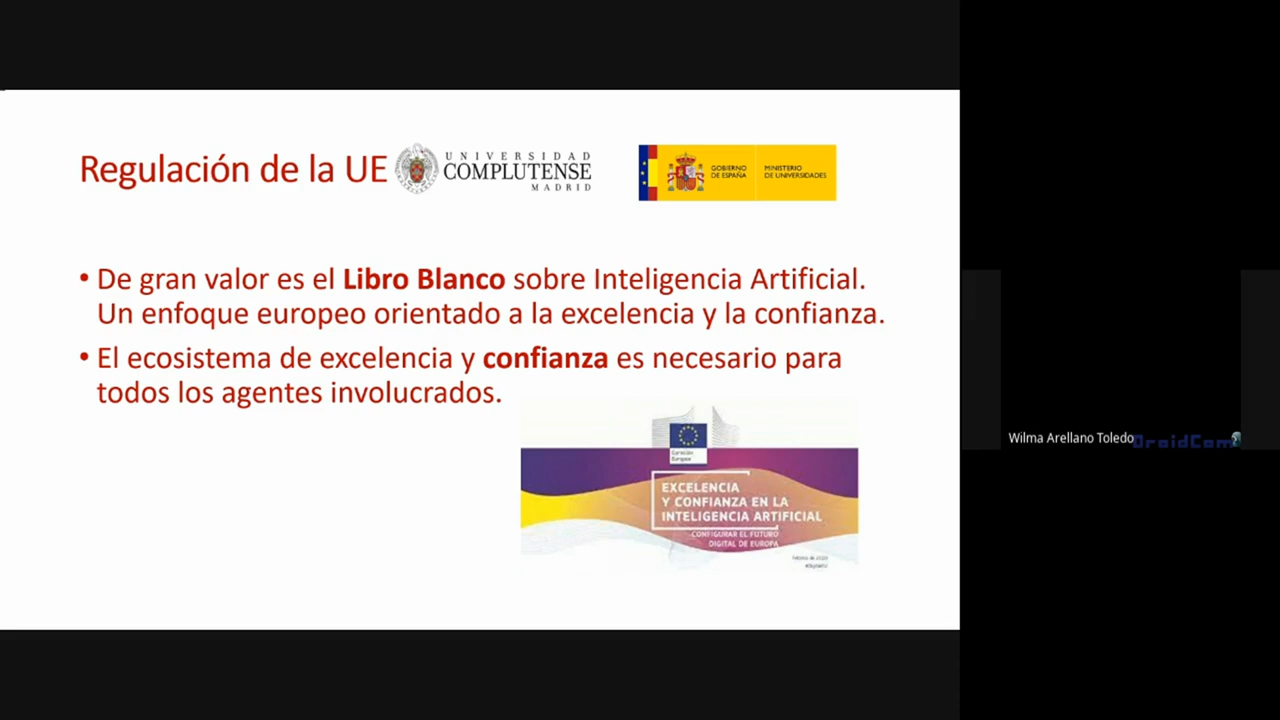 Regulación de la UE
UNIVERSIDAD
COMPLUTENSE
MADRID
GOBIERNO
DE ESPAÑA
MINISTERIO
DE UNIVERSIDADES
• De gran valor es el Libro Blanco sobre Inteligencia Artificial.
Un enfoque europeo orientado a la excelencia y la confianza.
• El ecosistema de excelencia y confianza es necesario para
todos los agentes involucrados.
Comisión
Europea
EXCELENCIA
Y CONFIANZA EN LA
INTELIGENCIA ARTIFICIAL
CONFIGURAR EL FUTURO
DIGITAL DE EUROPA
Febrero de 2020
Wilma Arellano Toledo
DroidCam